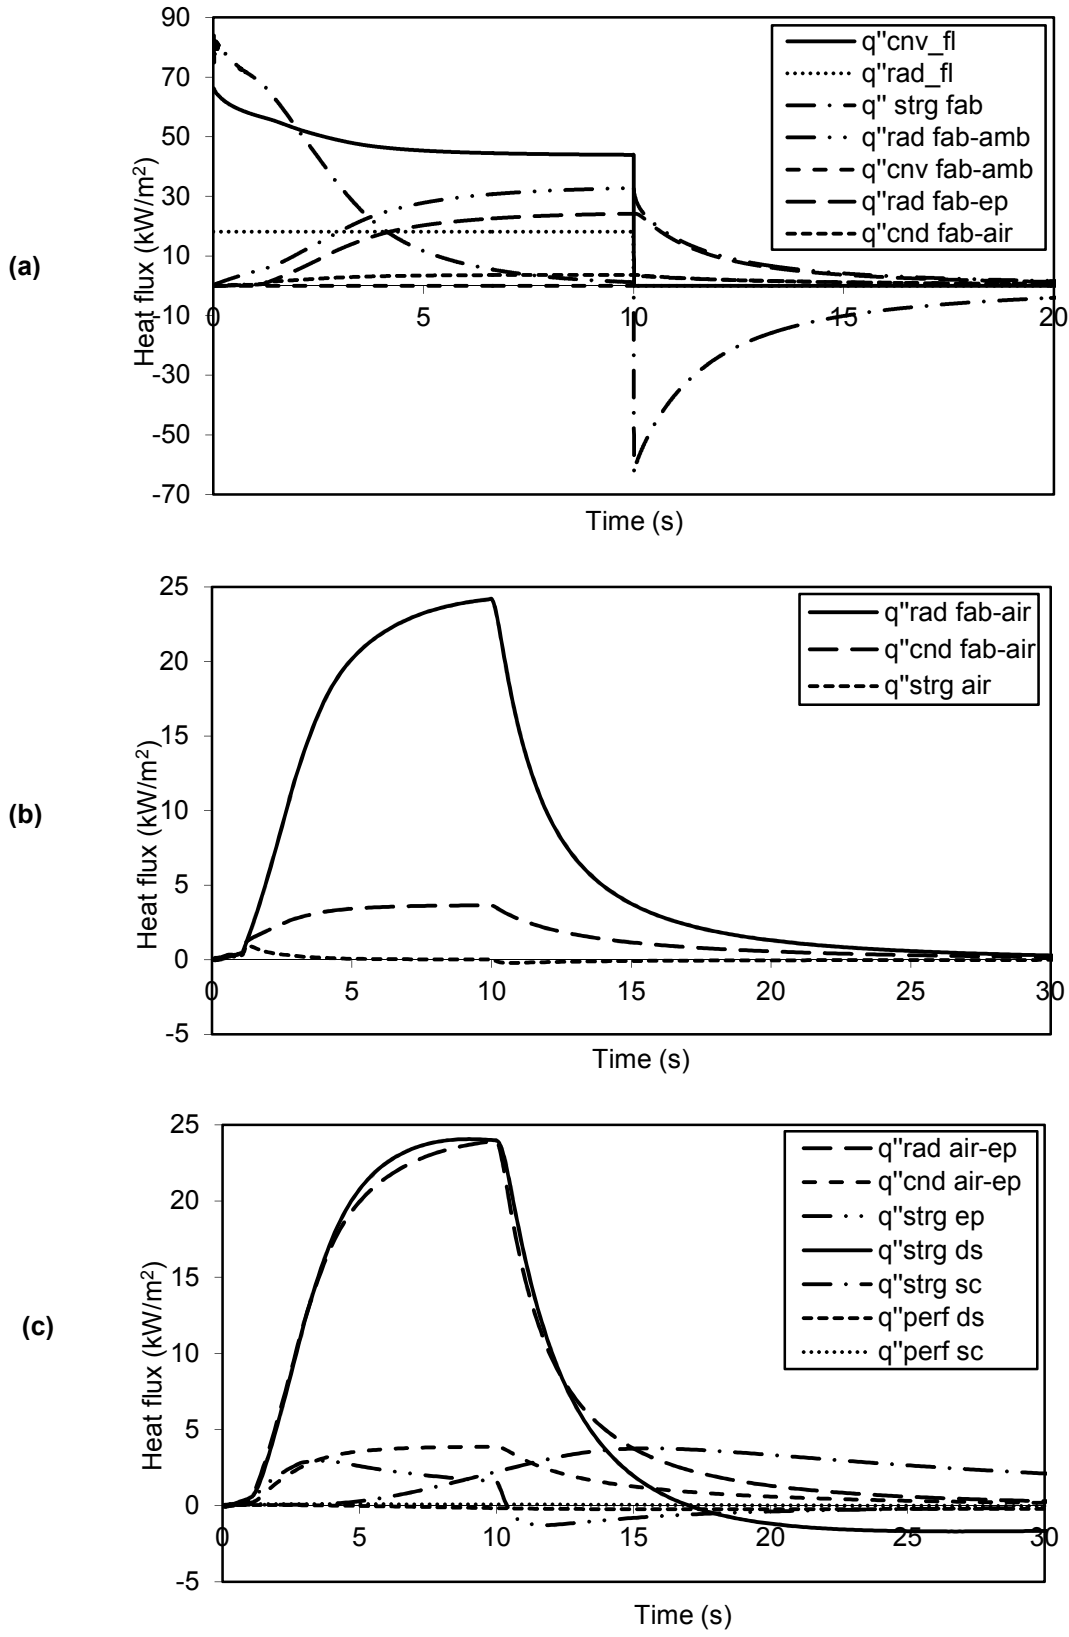 (a)
Heat flux (kW/m²)
90
70
50
30
10
-10
-30
-50
-70
0
5
10
15
20
Time (s)
q"cnv_fl
q"rad_fl
q" strg fab
q"rad fab-amb
q"cnv fab-amb
q"rad fab-ep
q"cnd fab-air
(b)
Heat flux (kW/m²)
25
20
15
10
5
0
-5
0
5
10
15
20
25
30
Time (s)
q"rad fab-air
q"cnd fab-air
q"strg air
(c)
Heat flux (kW/m²)
25
20
15
10
5
0
-5
0
5
10
15
20
25
30
Time (s)
q"rad air-ep
q"cnd air-ep
q"strg ep
q"strg ds
q"strg sc
q"perf ds
q"perf sc